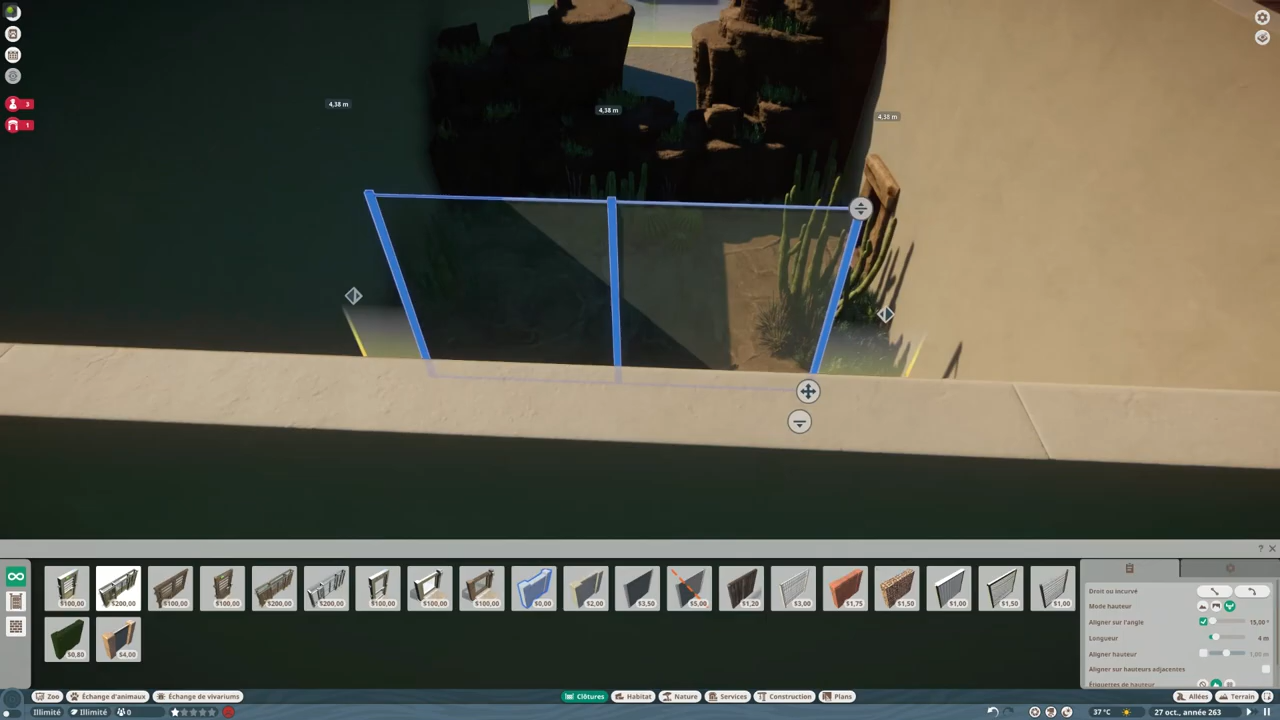 3
1
4,38 m
4,38 m
4,38 m
? ×
$100,00 $200,00 $100,00 $100,00 $200,00 $200,00 $100,00 $100,00 $100,00 $0,00 $2,00 $3,50 $5,00 $1,20 $3,00 $1,75 $1,50 $1,00 $1,50 $1,00
$0,80 $4,00
Droit ou incurvé
Mode hauteur
Aligner sur l'angle 15,00°
Longueur 4 m
Aligner hauteur 1,00 m
Aligner sur hauteurs adjacentes
Étiquettes de hauteur
Zoo Échange d'animaux Échange de vivariums Clôtures Habitat Nature Services Construction Plans Allées Terrain
Illimité Illimité 0 37 °C 27 oct., année 263